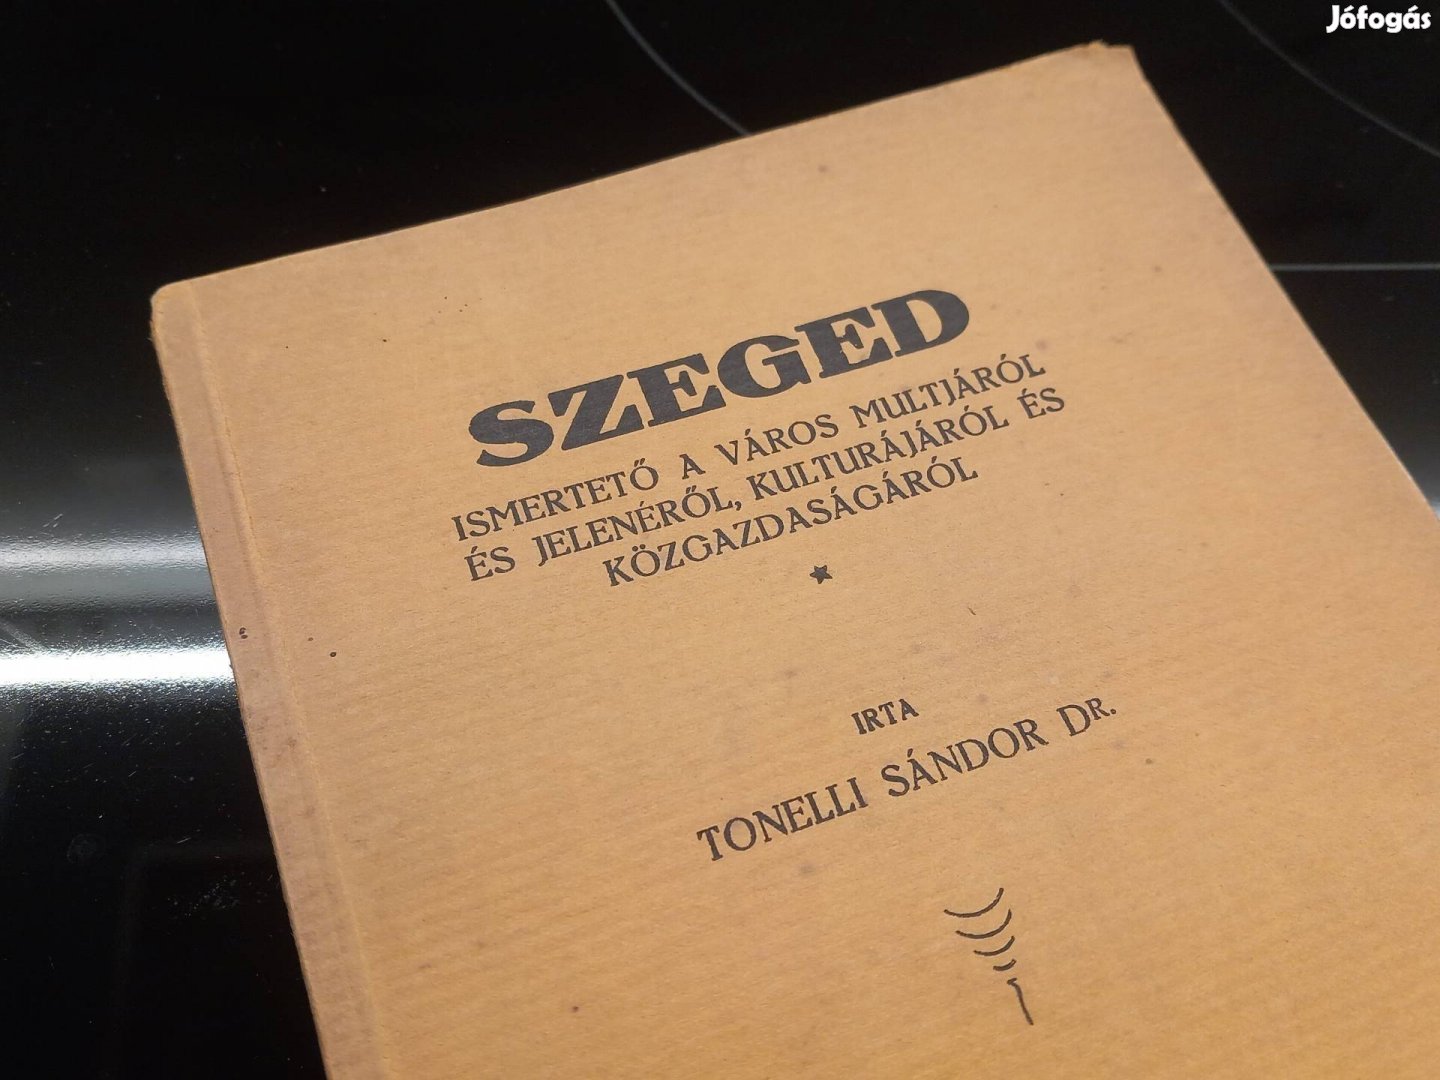 Jófogás
SZEGED
ISMERTETŐ A VÁROS MULTJÁRÓL
ÉS JELENÉRŐL, KULTURÁJÁRÓL ÉS
KÖZGAZDASÁGÁRÓL
IRTA
TONELLI SÁNDOR DR.